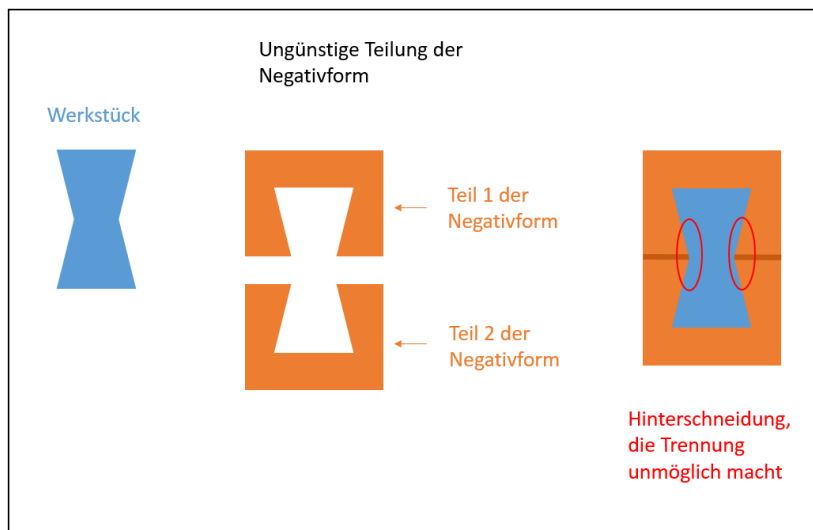 Ungünstige Teilung der
Negativform
Werkstück
Teil 1 der
Negativform
Teil 2 der
Negativform
Hinterschneidung,
die Trennung
unmöglich macht